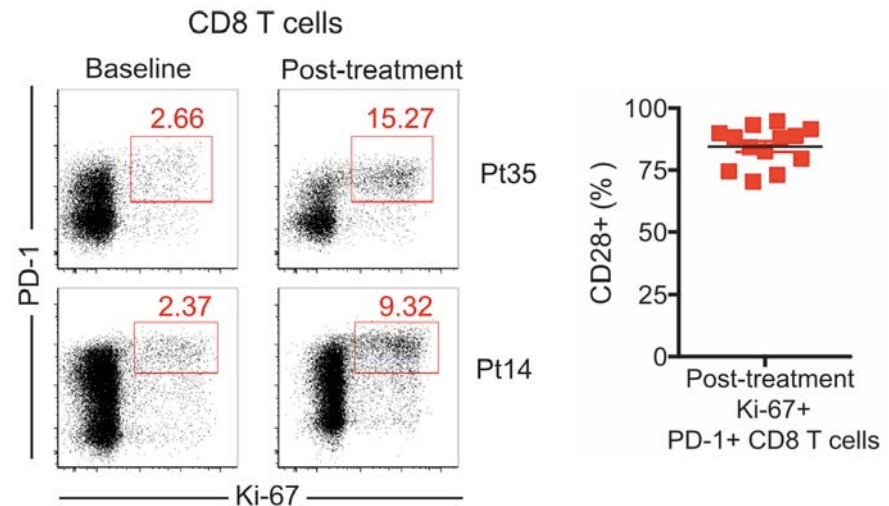 CD8 T cells
Baseline
Post-treatment
2.66
15.27
Pt35
2.37
9.32
Pt14
PD-1
Ki-67
100
75
50
25
0
CD28+ (%)
Post-treatment
Ki-67+
PD-1+ CD8 T cells